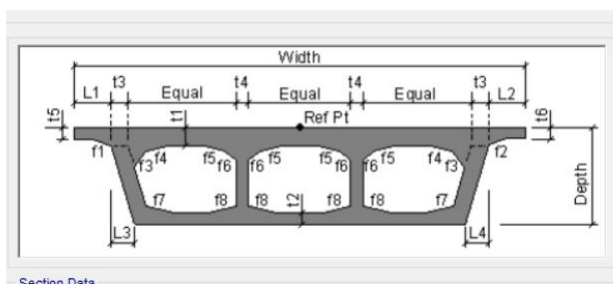 Width
L1 t3 Equal t4 Equal t4 Equal t3 L2
t5 t1 Ref Pt t6
f1 f3 f4 f5 f6 f6 f5 f5 f6 f6 f5 f4 f3 f2
f7 f8 f8 t2 f8 f8 f7 Depth
L3 L4
Section Data